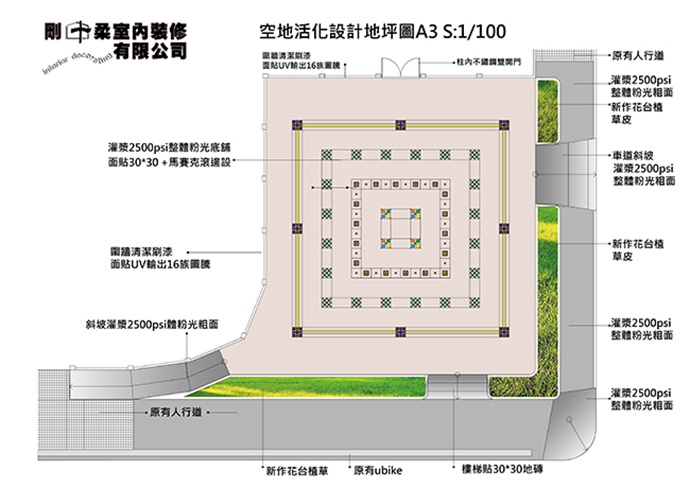 剛中柔室內裝修
有限公司
interior decorating
空地活化設計地坪圖A3 S:1/100
圍牆清潔刷漆
面貼UV輸出16族圖騰
柱內不鏽鋼雙開門
原有人行道
灌漿2500psi
整體粉光粗面
新作花台植
草皮
灌漿2500psi整體粉光底鋪
面貼30*30 +馬賽克滾邊設
車道斜坡
灌漿2500psi
整體粉光粗面
圍牆清潔刷漆
面貼UV輸出16族圖騰
新作花台植
草皮
斜坡灌漿2500psi體粉光粗面
灌漿2500psi
整體粉光粗面
灌漿2500psi
整體粉光粗面
原有人行道
新作花台植草
原有ubike
樓梯貼30*30地磚